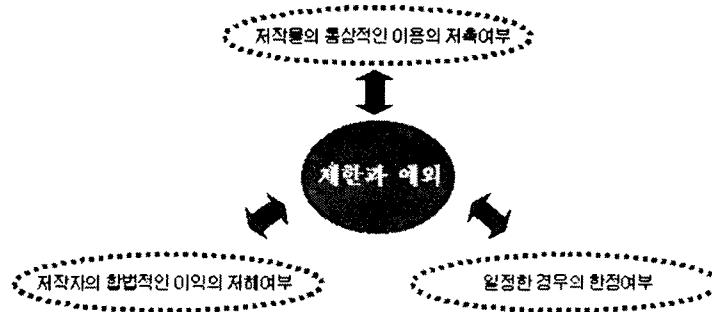 저작물의 통상적인 이용의 저촉여부
제한과 예외
저작자의 합법적인 이익의 저해여부
일정한 경우의 한정여부